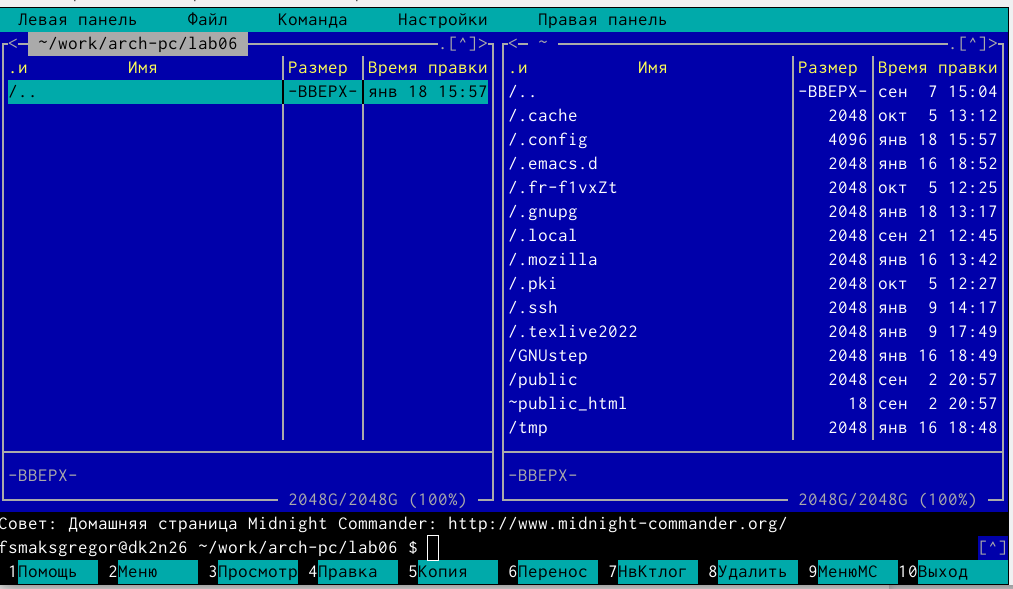 Левая панель Файл Команда Настройки Правая панель
<- ~/work/arch-pc/lab06 .[^]>
.и Имя Размер Время правки
/.. -ВВЕРХ- янв 18 15:57
-ВВЕРХ-
2048G/2048G (100%)
<- ~ .[^]>
.и Имя Размер Время правки
/.. -ВВЕРХ- сен 7 15:04
/.cache 2048 окт 5 13:12
/.config 4096 янв 18 15:57
/.emacs.d 2048 янв 16 18:52
/.fr-f1vxZt 2048 окт 5 12:25
/.gnupg 2048 янв 18 13:17
/.local 2048 сен 21 12:45
/.mozilla 2048 янв 16 13:42
/.pki 2048 окт 5 12:27
/.ssh 2048 янв 9 14:17
/.texlive2022 2048 янв 9 17:49
/GNUstep 2048 янв 16 18:49
/public 2048 сен 2 20:57
~public_html 18 сен 2 20:57
/tmp 2048 янв 16 18:48
-ВВЕРХ-
2048G/2048G (100%)
Совет: Домашняя страница Midnight Commander: http://www.midnight-commander.org/
fsmaksgregor@dk2n26 ~/work/arch-pc/lab06 $ [^]
1Помощь 2Меню 3Просмотр 4Правка 5Копия 6Перенос 7НвКтлог 8Удалить 9МенюMC 10Выход